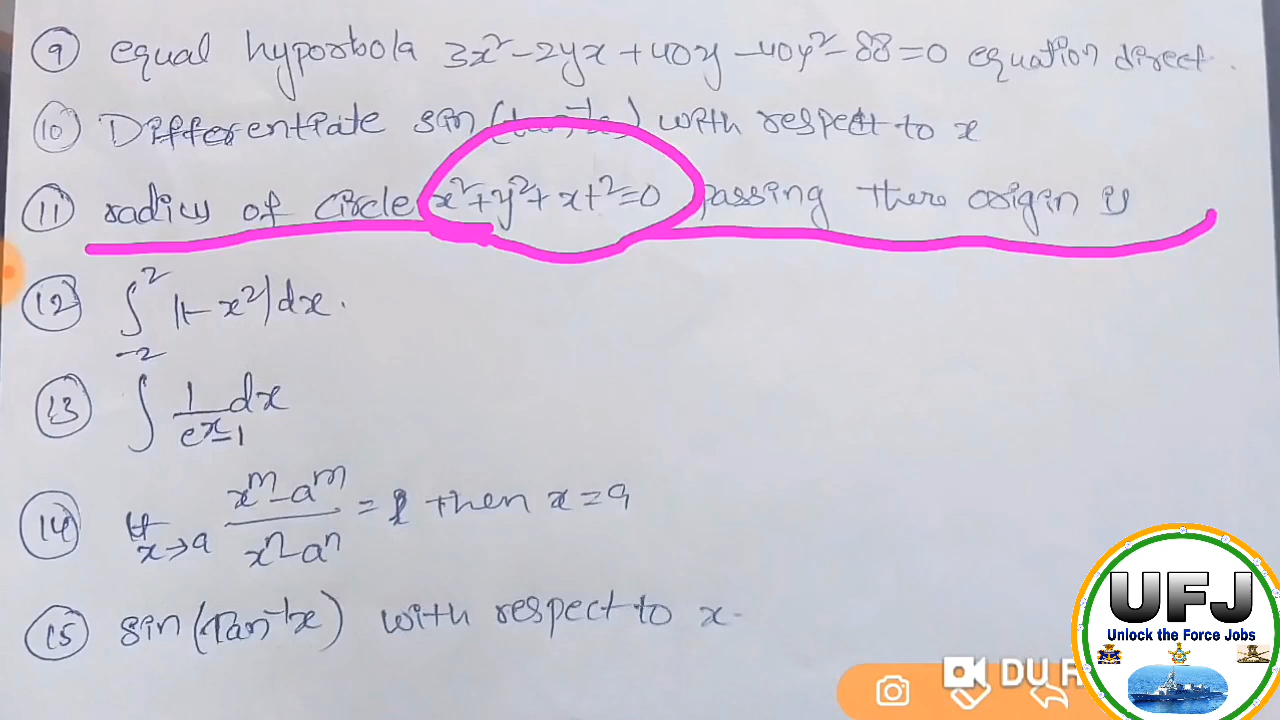 9 equal hyporbola 3x²-2yx+40y-40y²-88=0 equation direct.
10 Differentiate sin(tan⁻¹x) with respect to x
11 radius of circle x²+y²+xt²=0 passing there origin is
12 ∫₋₂² |1-x²|dx.
13 ∫ 1/(eˣ-1) dx
14 lt x→a (xᵐ-aᵐ)/(xⁿ-aⁿ) = then x=a
15 sin(Tan⁻¹x) with respect to x.
UFJ
Unlock the Force Jobs
DU R